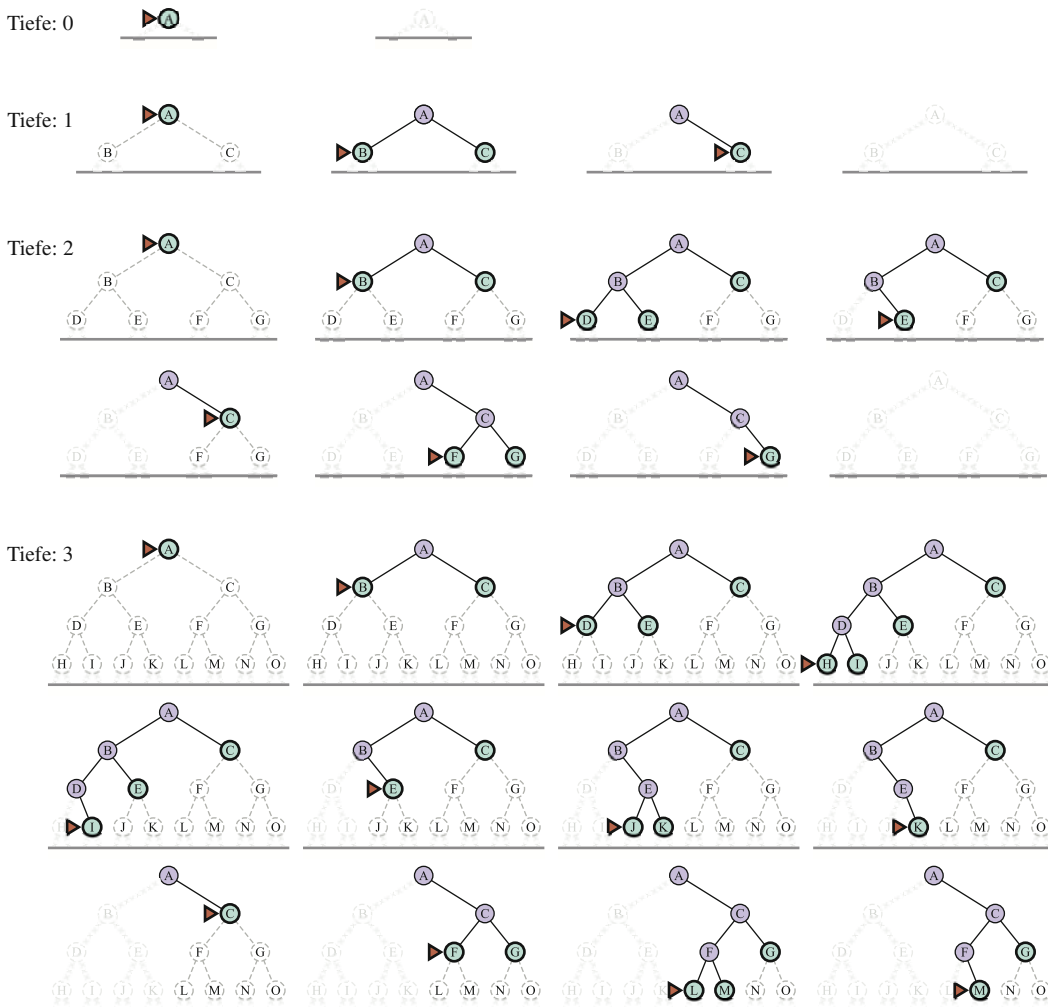 Tiefe: 0 A A
Tiefe: 1 A A A A
B C B C B C B C
Tiefe: 2 A A A A
B C B C B C B C
D E F G D E F G D E F G D E F G
A A A A
B C B C B C B C
D E F G D E F G D E F G D E F G
Tiefe: 3 A A A A
B C B C B C B C
D E F G D E F G D E F G D E F G
H I J K L M N O H I J K L M N O H I J K L M N O H I J K L M N O
A A A A
B C B C B C B C
D E F G D E F G D E F G D E F G
H I J K L M N O H I J K L M N O H I J K L M N O H I J K L M N O
A A A A
B C B C B C B C
D E F G D E F G D E F G D E F G
H I J K L M N O H I J K L M N O H I J K L M N O H I J K L M N O